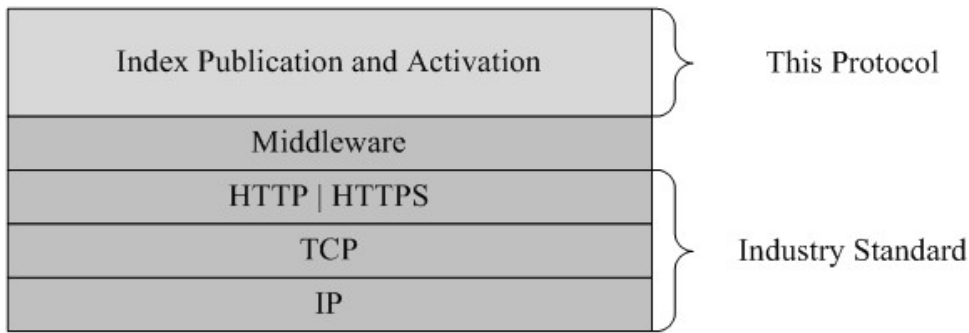 Index Publication and Activation
This Protocol
Middleware
HTTP | HTTPS
TCP
Industry Standard
IP